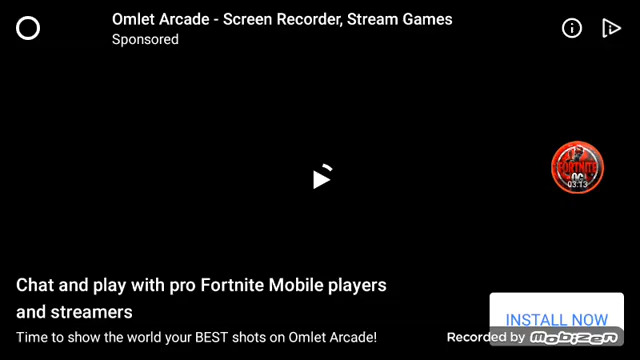 Omlet Arcade - Screen Recorder, Stream Games
Sponsored
FORTNITE
OG!
03:13
Chat and play with pro Fortnite Mobile players
and streamers
Time to show the world your BEST shots on Omlet Arcade!
INSTALL NOW
Recorded by MOBIZEN